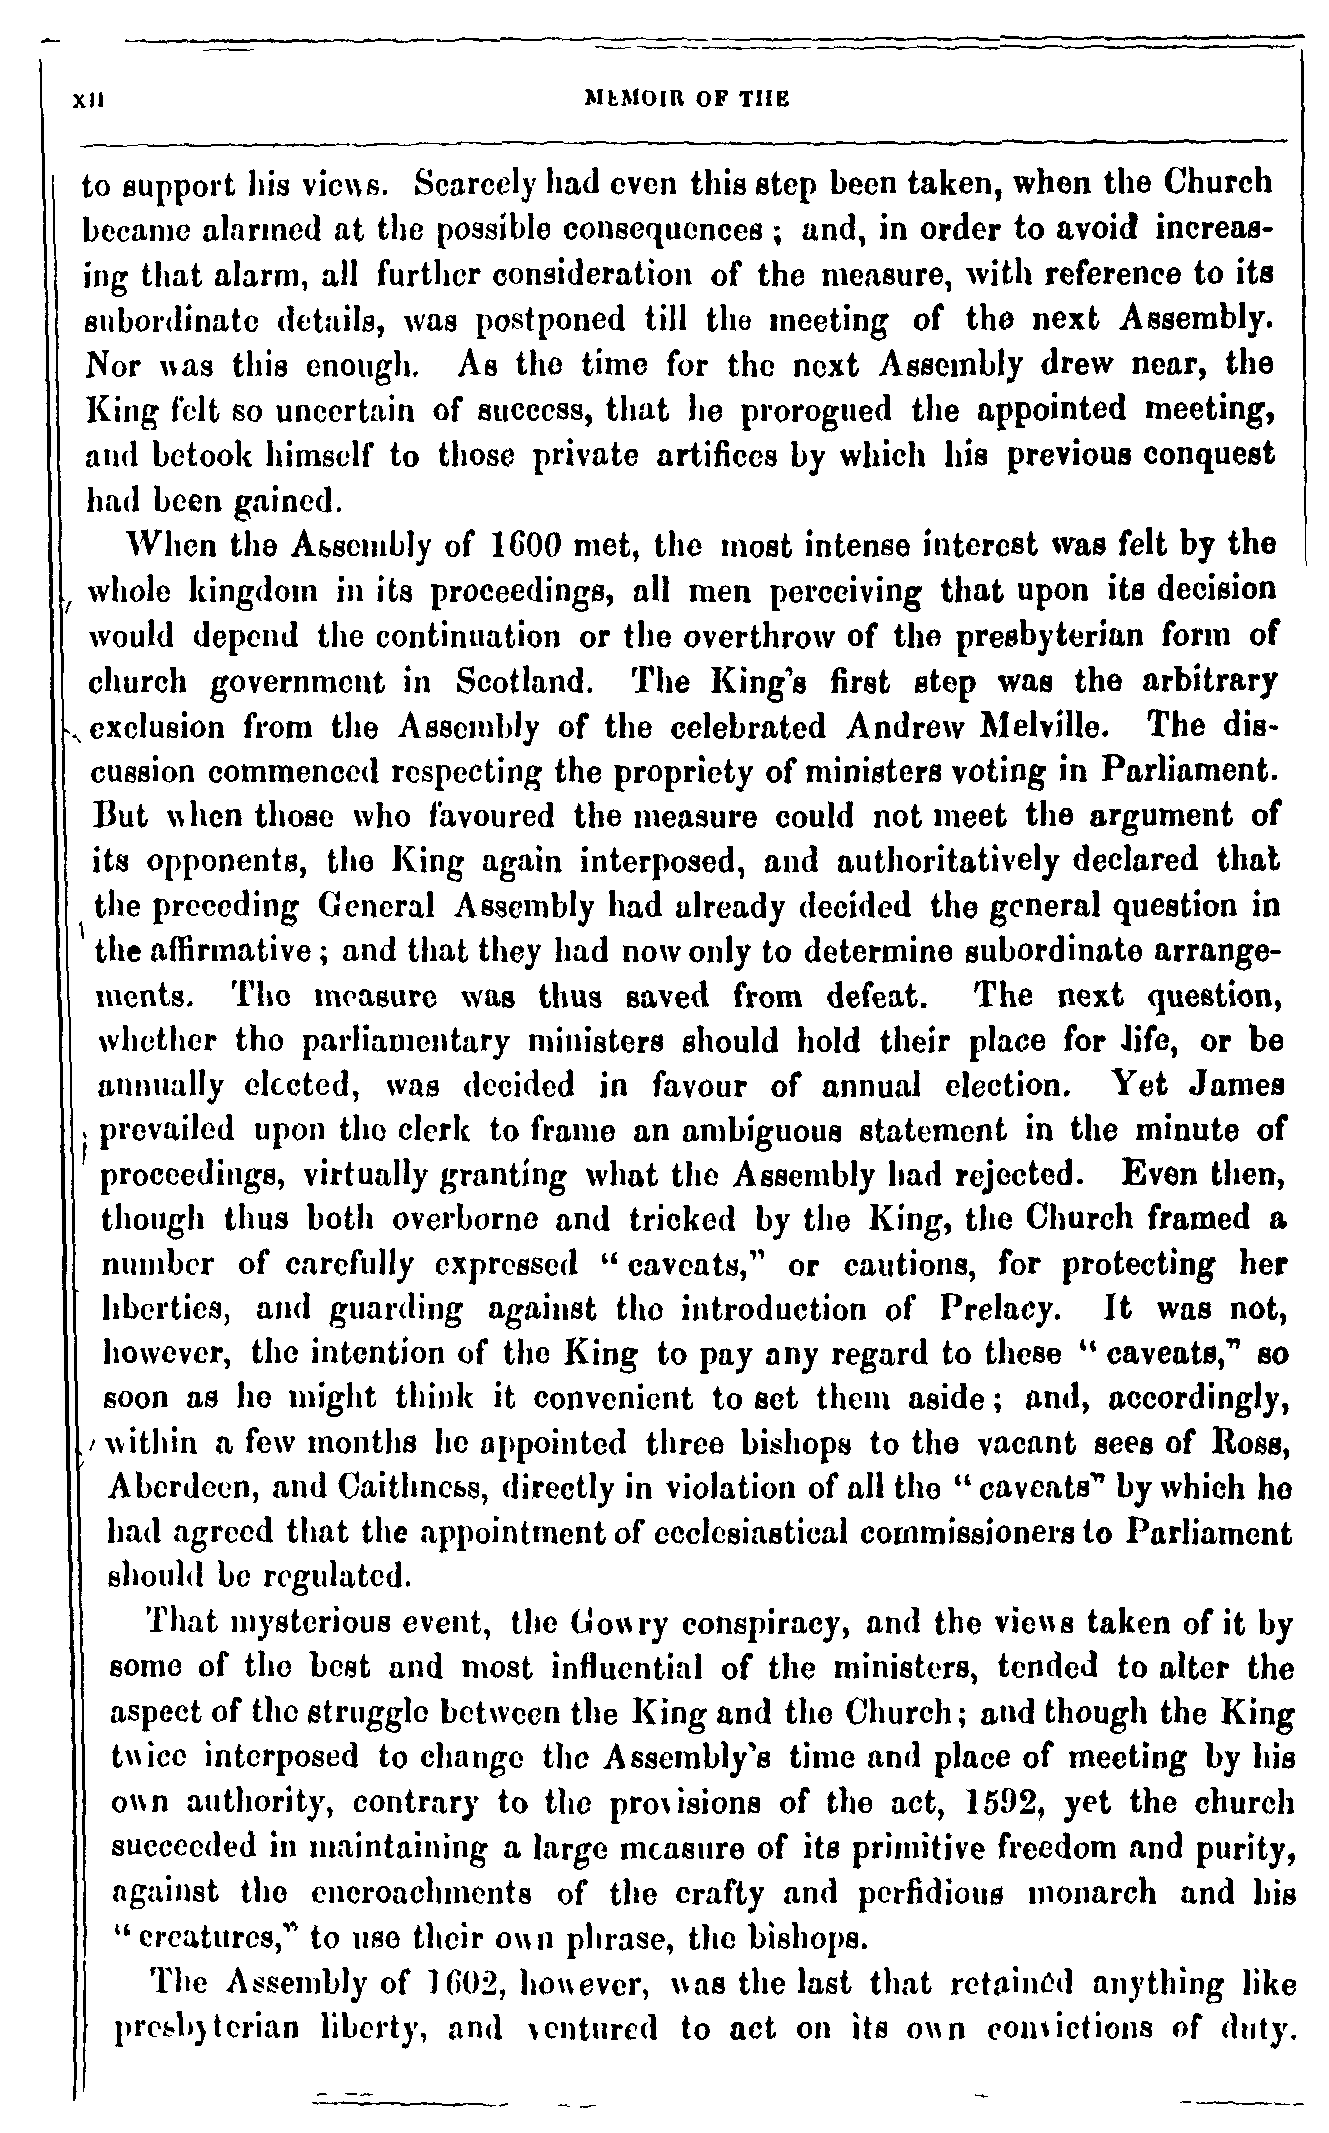 xii MEMOIR OF THE
to support his views. Scarcely had even this step been taken, when the Church
became alarmed at the possible consequences; and, in order to avoid increas-
ing that alarm, all further consideration of the measure, with reference to its
subordinate details, was postponed till the meeting of the next Assembly.
Nor was this enough. As the time for the next Assembly drew near, the
King felt so uncertain of success, that he prorogued the appointed meeting,
and betook himself to those private artifices by which his previous conquest
had been gained.
When the Assembly of 1600 met, the most intense interest was felt by the
whole kingdom in its proceedings, all men perceiving that upon its decision
would depend the continuation or the overthrow of the presbyterian form of
church government in Scotland. The King's first step was the arbitrary
exclusion from the Assembly of the celebrated Andrew Melville. The dis-
cussion commenced respecting the propriety of ministers voting in Parliament.
But when those who favoured the measure could not meet the argument of
its opponents, the King again interposed, and authoritatively declared that
the preceding General Assembly had already decided the general question in
the affirmative; and that they had now only to determine subordinate arrange-
ments. The measure was thus saved from defeat. The next question,
whether the parliamentary ministers should hold their place for life, or be
annually elected, was decided in favour of annual election. Yet James
prevailed upon the clerk to frame an ambiguous statement in the minute of
proceedings, virtually granting what the Assembly had rejected. Even then,
though thus both overborne and tricked by the King, the Church framed a
number of carefully expressed "caveats," or cautions, for protecting her
liberties, and guarding against the introduction of Prelacy. It was not,
however, the intention of the King to pay any regard to these "caveats," so
soon as he might think it convenient to set them aside; and, accordingly,
within a few months he appointed three bishops to the vacant sees of Ross,
Aberdeen, and Caithness, directly in violation of all the "caveats" by which he
had agreed that the appointment of ecclesiastical commissioners to Parliament
should be regulated.
That mysterious event, the Gowry conspiracy, and the views taken of it by
some of the best and most influential of the ministers, tended to alter the
aspect of the struggle between the King and the Church; and though the King
twice interposed to change the Assembly's time and place of meeting by his
own authority, contrary to the provisions of the act, 1592, yet the church
succeeded in maintaining a large measure of its primitive freedom and purity,
against the encroachments of the crafty and perfidious monarch and his
"creatures," to use their own phrase, the bishops.
The Assembly of 1602, however, was the last that retained anything like
presbyterian liberty, and ventured to act on its own convictions of duty.